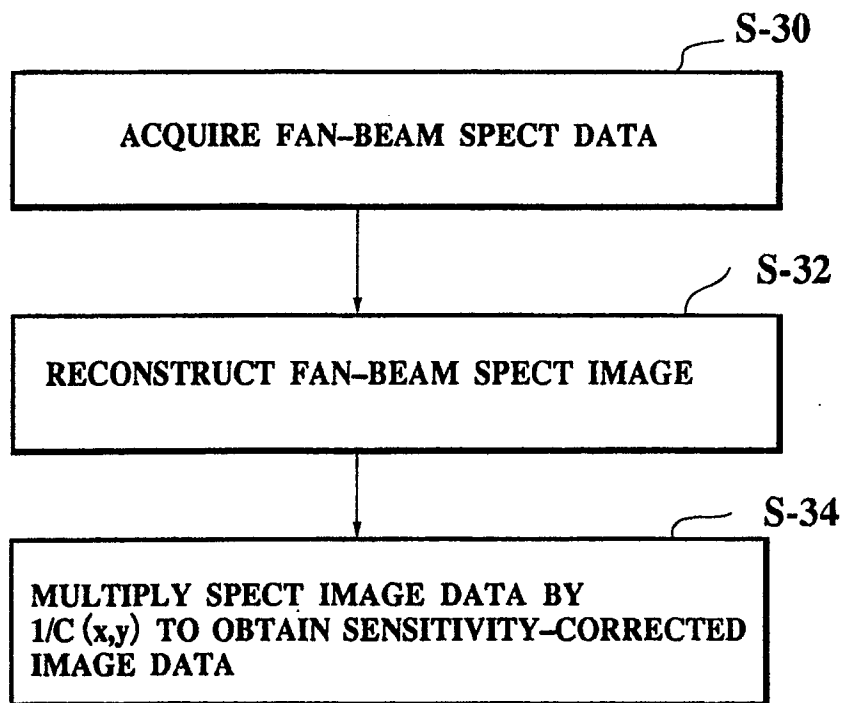 S-30
ACQUIRE FAN-BEAM SPECT DATA
S-32
RECONSTRUCT FAN-BEAM SPECT IMAGE
S-34
MULTIPLY SPECT IMAGE DATA BY
1/C (x,y) TO OBTAIN SENSITIVITY-CORRECTED
IMAGE DATA